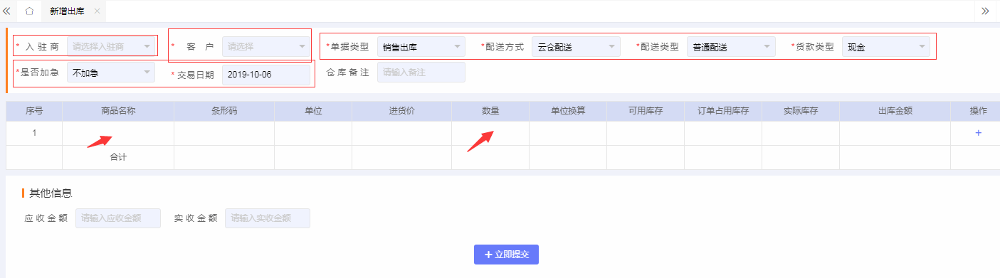 新增出库
* 入驻商 请选择入驻商 * 客户 请选择 *单据类型 销售出库 *配送方式 云仓配送 *配送类型 普通配送 *货款类型 现金
*是否加急 不加急 *交易日期 2019-10-06 仓库备注 请输入备注
序号 商品名称 条形码 单位 进货价 数量 单位换算 可用库存 订单占用库存 实际库存 出库金额 操作
1 +
合计
其他信息
应收金额 请输入应收金额 实收金额 请输入实收金额
+ 立即提交